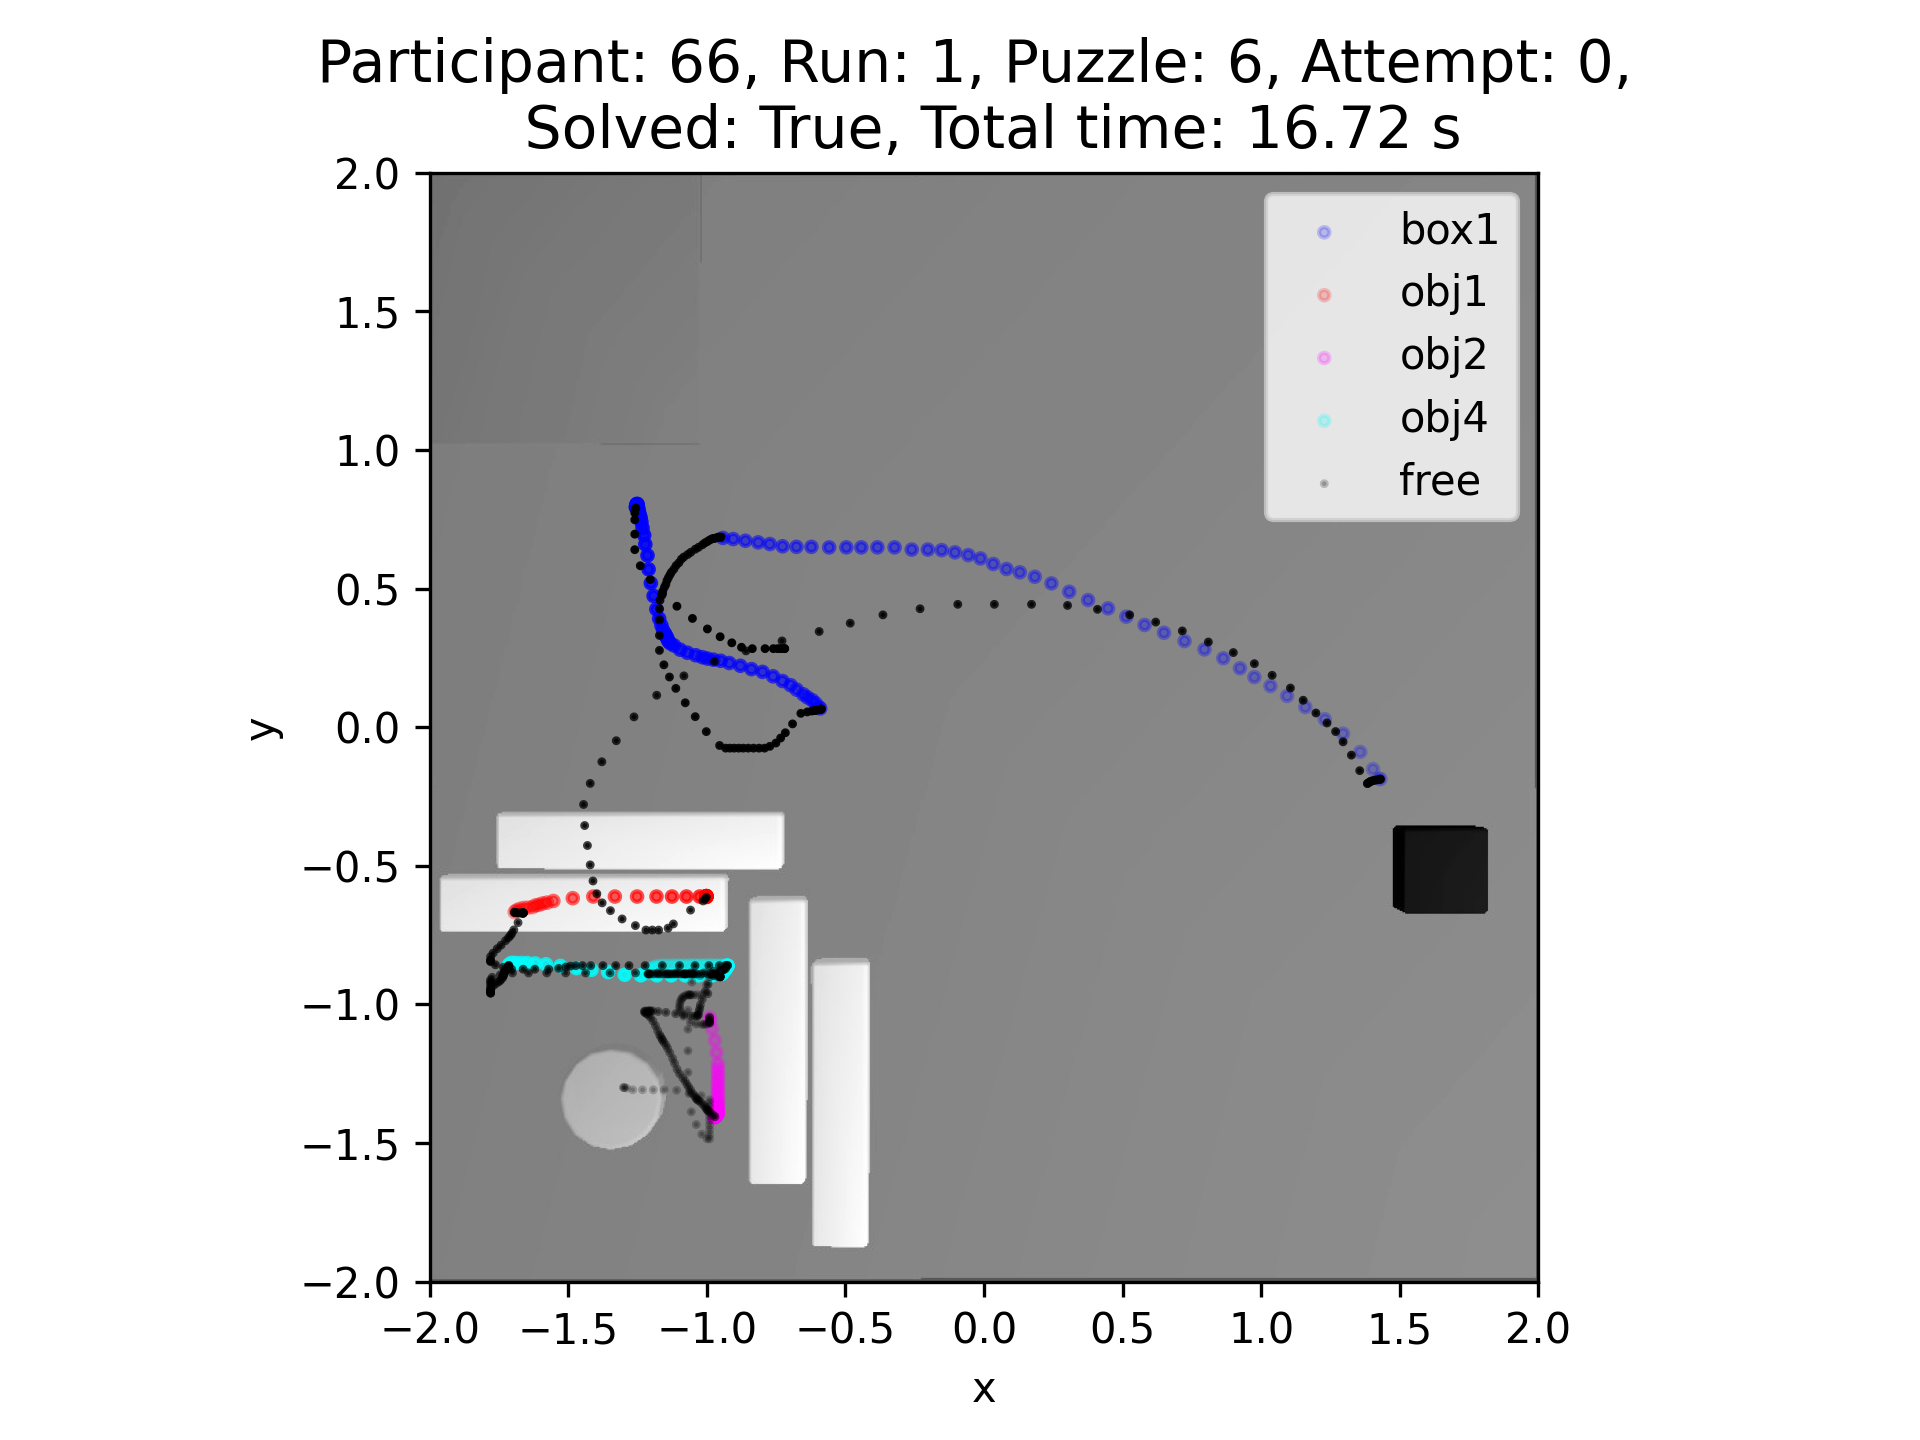 Participant: 66, Run: 1, Puzzle: 6, Attempt: 0,
Solved: True, Total time: 16.72 s
box1
obj1
obj2
obj4
free
2.0
1.5
1.0
0.5
0.0
−0.5
−1.0
−1.5
−2.0
y
−2.0 −1.5 −1.0 −0.5 0.0 0.5 1.0 1.5 2.0
x